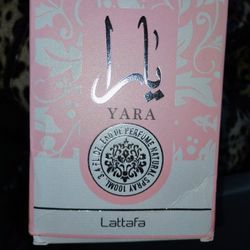 يارا
YARA
EAU DE PERFUME NATURAL SPRAY 100ML 3.4 FL.OZ
Lattafa